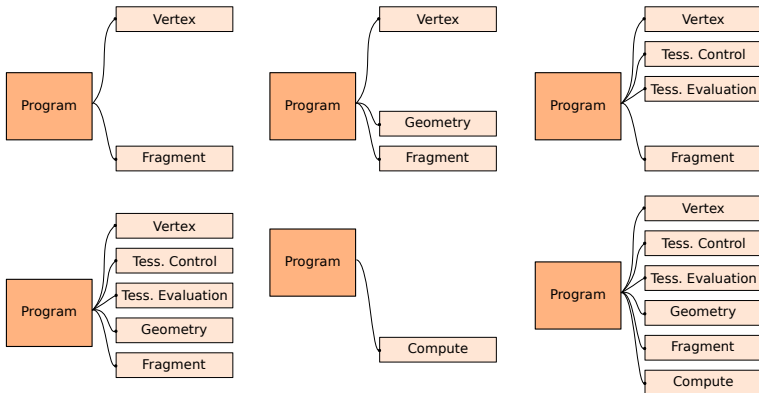 Vertex
Program
Fragment
Vertex
Program
Geometry
Fragment
Vertex
Tess. Control
Tess. Evaluation
Program
Fragment
Vertex
Tess. Control
Tess. Evaluation
Program
Geometry
Fragment
Program
Compute
Vertex
Tess. Control
Tess. Evaluation
Program
Geometry
Fragment
Compute